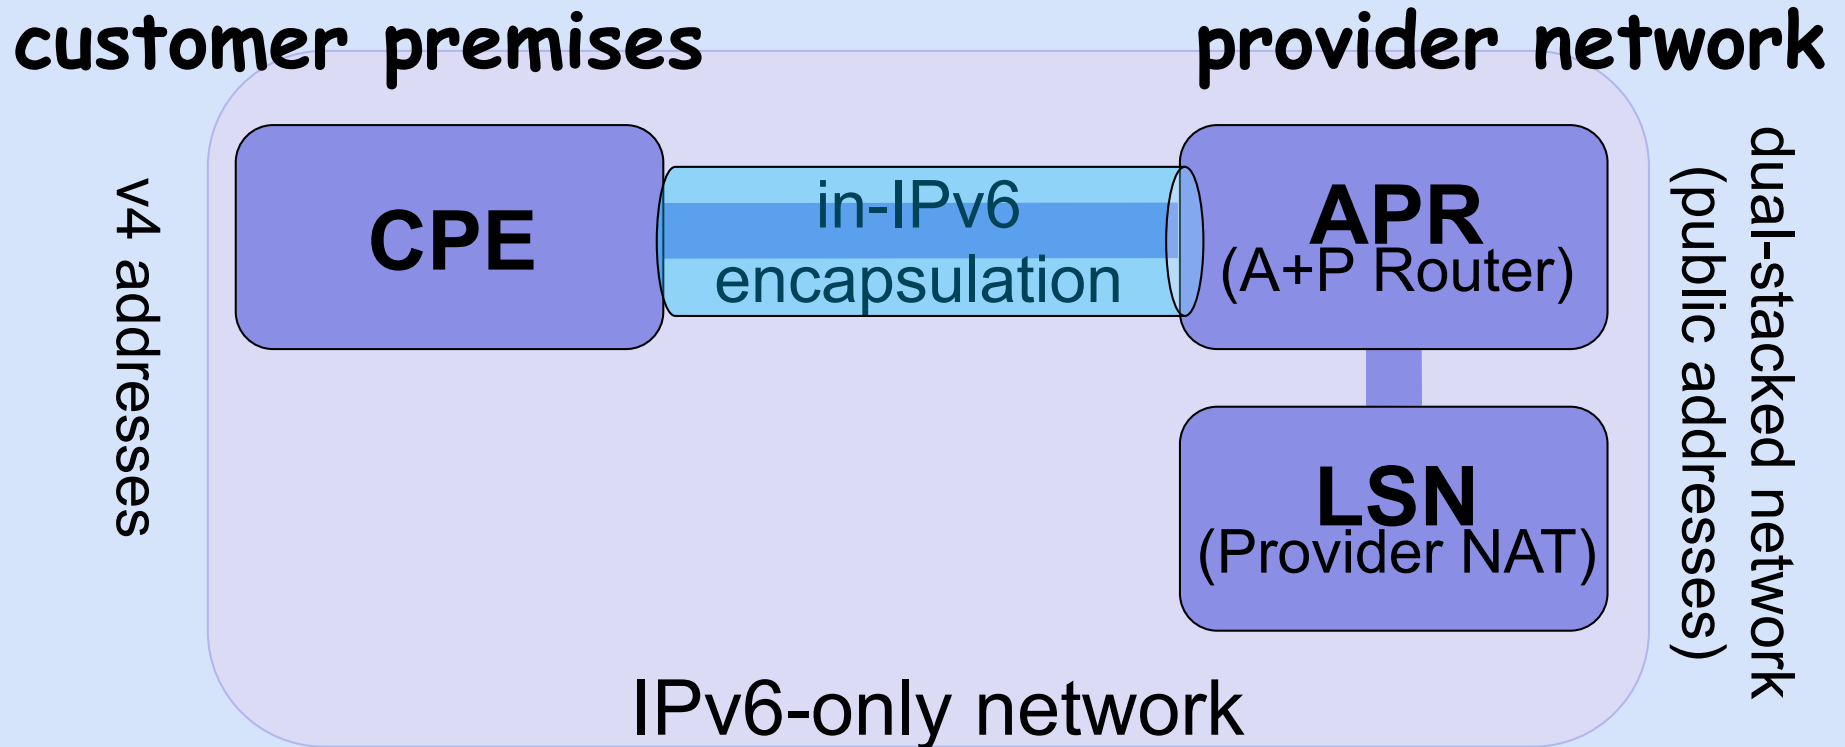 customer premises
provider network
v4 addresses
CPE
in-IPv6
encapsulation
APR
(A+P Router)
LSN
(Provider NAT)
dual-stacked network
(public addresses)
IPv6-only network